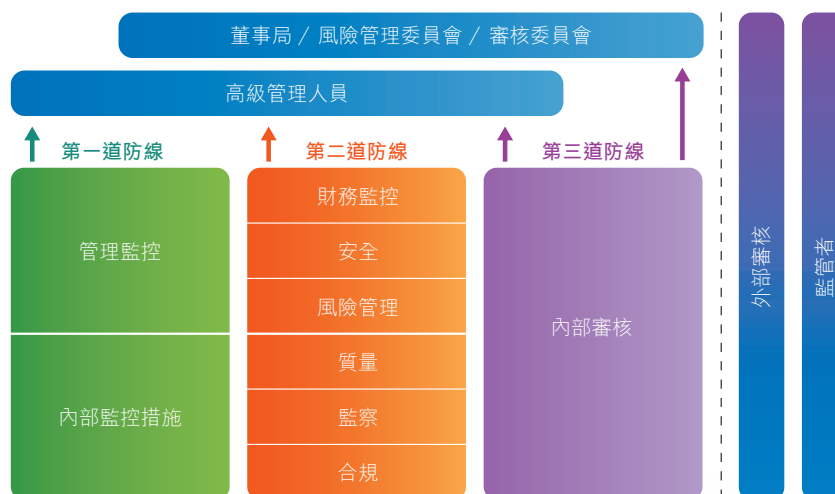 董事局 / 風險管理委員會 / 審核委員會
高級管理人員
第一道防線
第二道防線
第三道防線
管理監控
內部監控措施
財務監控
安全
風險管理
質量
監察
合規
內部審核
外部審核
監管者